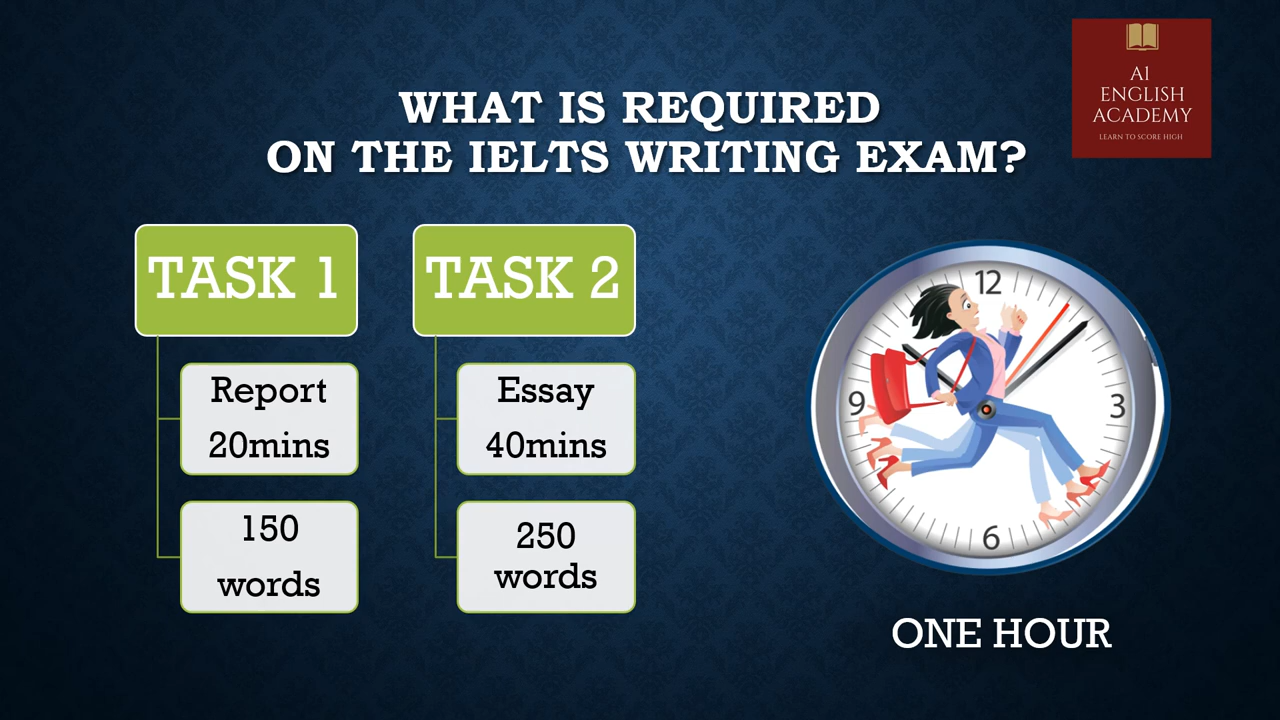 WHAT IS REQUIRED
ON THE IELTS WRITING EXAM?
A1
ENGLISH
ACADEMY
LEARN TO SCORE HIGH
TASK 1
Report
20mins
150
words
TASK 2
Essay
40mins
250
words
12
3
6
9
ONE HOUR